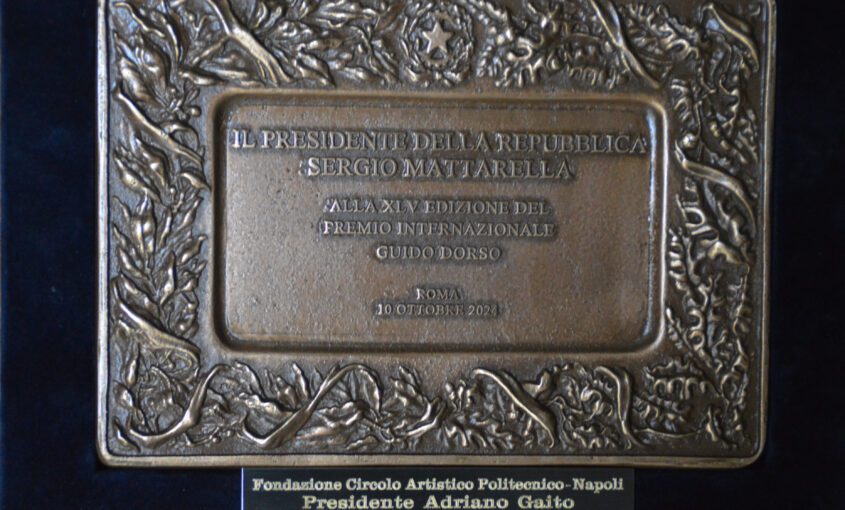 IL PRESIDENTE DELLA REPUBBLICA
SERGIO MATTARELLA
ALLA XLV EDIZIONE DEL
PREMIO INTERNAZIONALE
GUIDO DORSO
ROMA
10 OTTOBRE 2024
Fondazione Circolo Artistico Politecnico-Napoli
Presidente Adriano Gaito